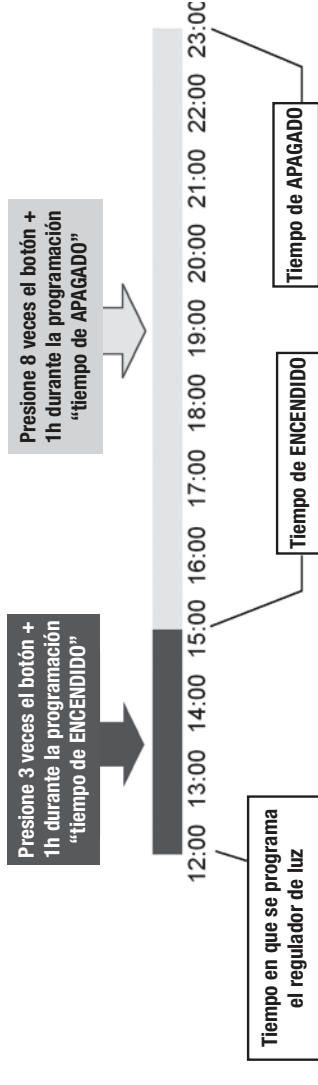 Presione 3 veces el botón +
1h durante la programación
“tiempo de ENCENDIDO”
Presione 8 veces el botón +
1h durante la programación
“tiempo de APAGADO”
12:00 13:00 14:00 15:00 16:00 17:00 18:00 19:00 20:00 21:00 22:00 23:00
Tiempo en que se programa
el regulador de luz
Tiempo de ENCENDIDO
Tiempo de APAGADO